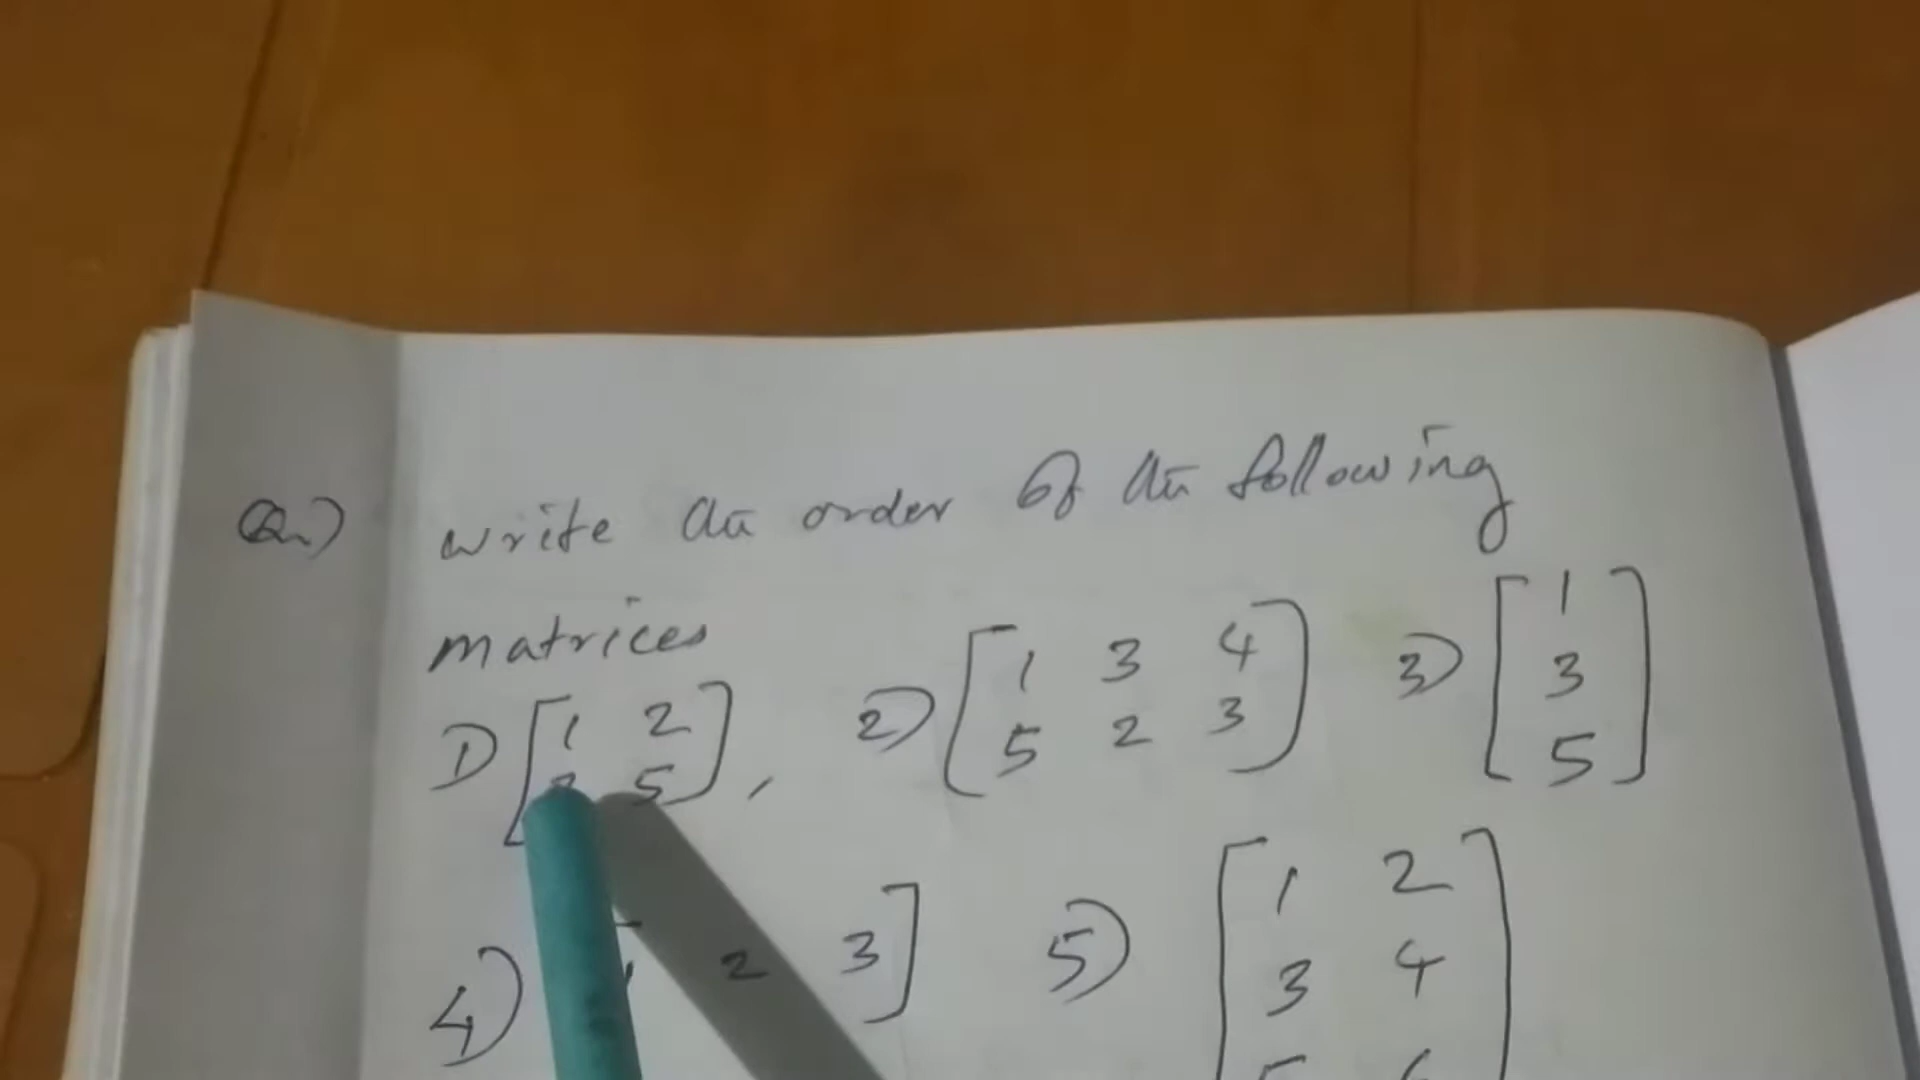 Qn) write the order of the following
matrices
1) [1 2 5], 2) [1 3 4 5 2 3] 3) [1 3 5]
4) 2 3] 5) [1 2 3 4